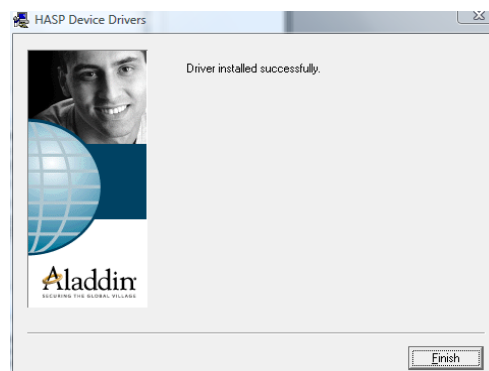 HASP Device Drivers
Driver installed successfully.
Aladdin
SECURING THE GLOBAL VILLAGE
Finish